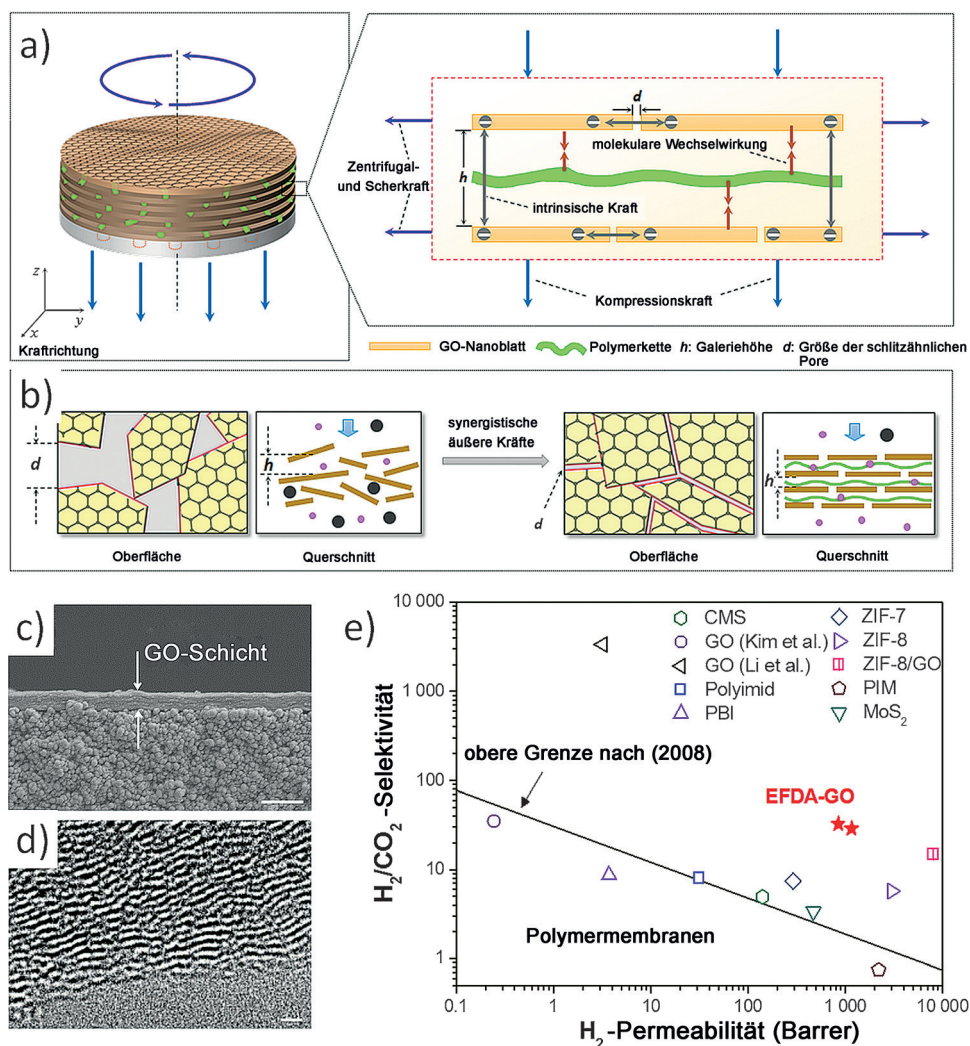 a)
d
Zentrifugal-
und Scherkraft
molekulare Wechselwirkung
h
intrinsische Kraft
z
y
x
Kraftrichtung
Kompressionskraft
GO-Nanoblatt
Polymerkette
h: Galeriehöhe
d: Größe der schlitzähnlichen
Pore
b)
d
h
synergistische
äußere Kräfte
d
h
Oberfläche
Querschnitt
Oberfläche
Querschnitt
c)
GO-Schicht
d)
e)
10 000
1 000
100
10
1
H₂/CO₂-Selektivität
CMS
GO (Kim et al.)
GO (Li et al.)
Polyimid
PBI
ZIF-7
ZIF-8
ZIF-8/GO
PIM
MoS₂
obere Grenze nach (2008)
EFDA-GO
Polymermembranen
0.1
1
10
100
1 000
10 000
H₂-Permeabilität (Barrer)